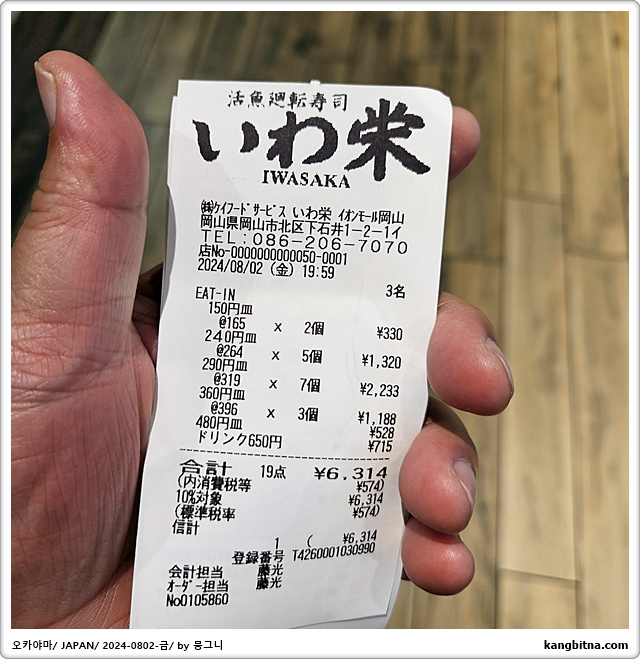 活魚廻転寿司
いわ栄
IWASAKA
㈱ケイフードサービス いわ栄 イオンモール岡山
岡山県岡山市北区下石井1-2-1イ
TEL:086-206-7070
店No-0000000000050-0001
2024/08/02 (金) 19:59
3名
EAT-IN
150円皿
@165 x 2個 ¥330
240円皿
@264 x 5個 ¥1,320
290円皿
@319 x 7個 ¥2,233
360円皿
@396 x 3個 ¥1,188
480円皿 ¥528
ドリンク650円 ¥715
合計 19点 ¥6,314
(内消費税等 ¥574)
10%対象 ¥6,314
(標準税率 ¥574)
信計
1 ( ¥6,314
登録番号 T4260001030990
会計担当 藤光
オーダー担当 藤光
No0105860
오카야마/ JAPAN/ 2024-0802-금/ by 몽그니
kangbitna.com